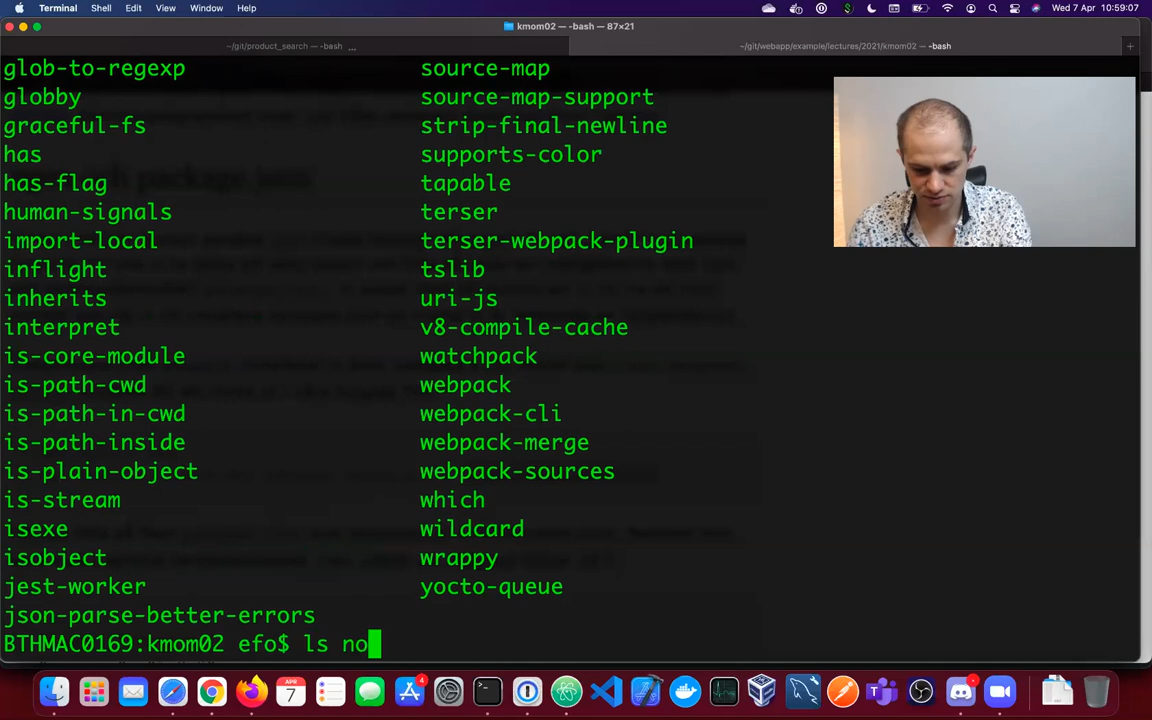 Terminal Shell Edit View Window Help
Wed 7 Apr 10:59:07
kmom02 — -bash — 87×21
~/git/product_search — -bash ...
~/git/webapp/example/lectures/2021/kmom02 — -bash
glob-to-regexp source-map
globby source-map-support
graceful-fs strip-final-newline
has supports-color
has-flag tapable
human-signals terser
import-local terser-webpack-plugin
inflight tslib
inherits uri-js
interpret v8-compile-cache
is-core-module watchpack
is-path-cwd webpack
is-path-in-cwd webpack-cli
is-path-inside webpack-merge
is-plain-object webpack-sources
is-stream which
isexe wildcard
isobject wrappy
jest-worker yocto-queue
json-parse-better-errors
BTHMAC0169:kmom02 efo$ ls no
APR
7
4